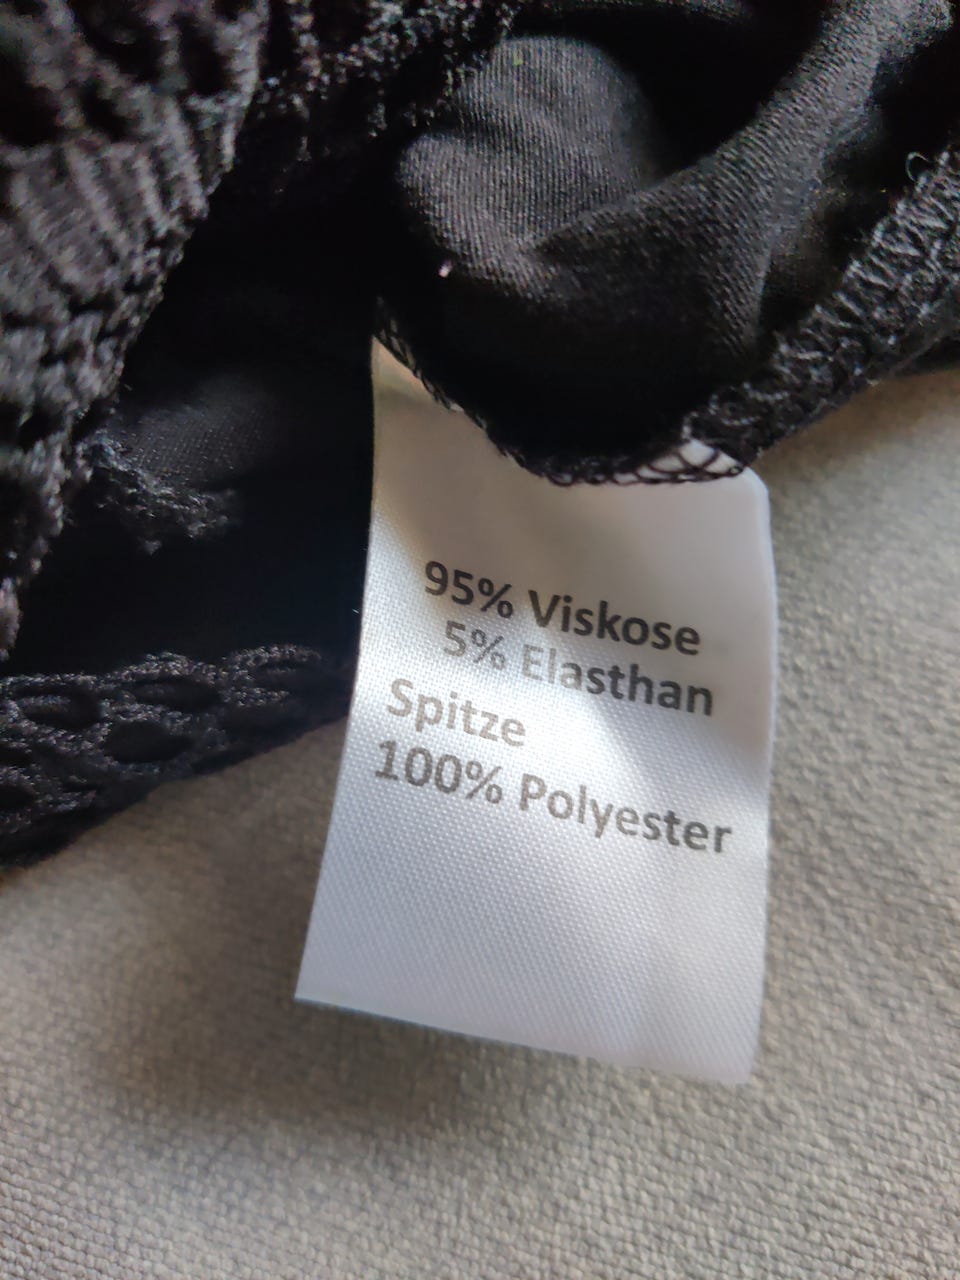 95% Viskose
5% Elasthan
Spitze
100% Polyester